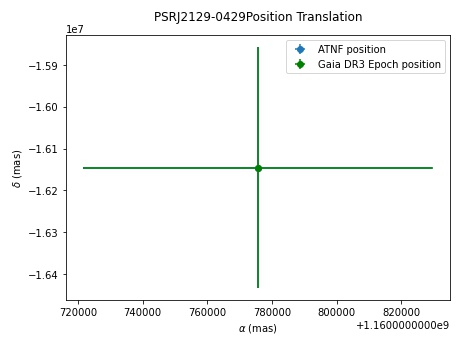 PSRJ2129-0429Position Translation
1e7
ATNF position
Gaia DR3 Epoch position
−1.59
−1.60
−1.61
−1.62
−1.63
−1.64
δ (mas)
720000 740000 760000 780000 800000 820000
+1.1600000000e9
α (mas)